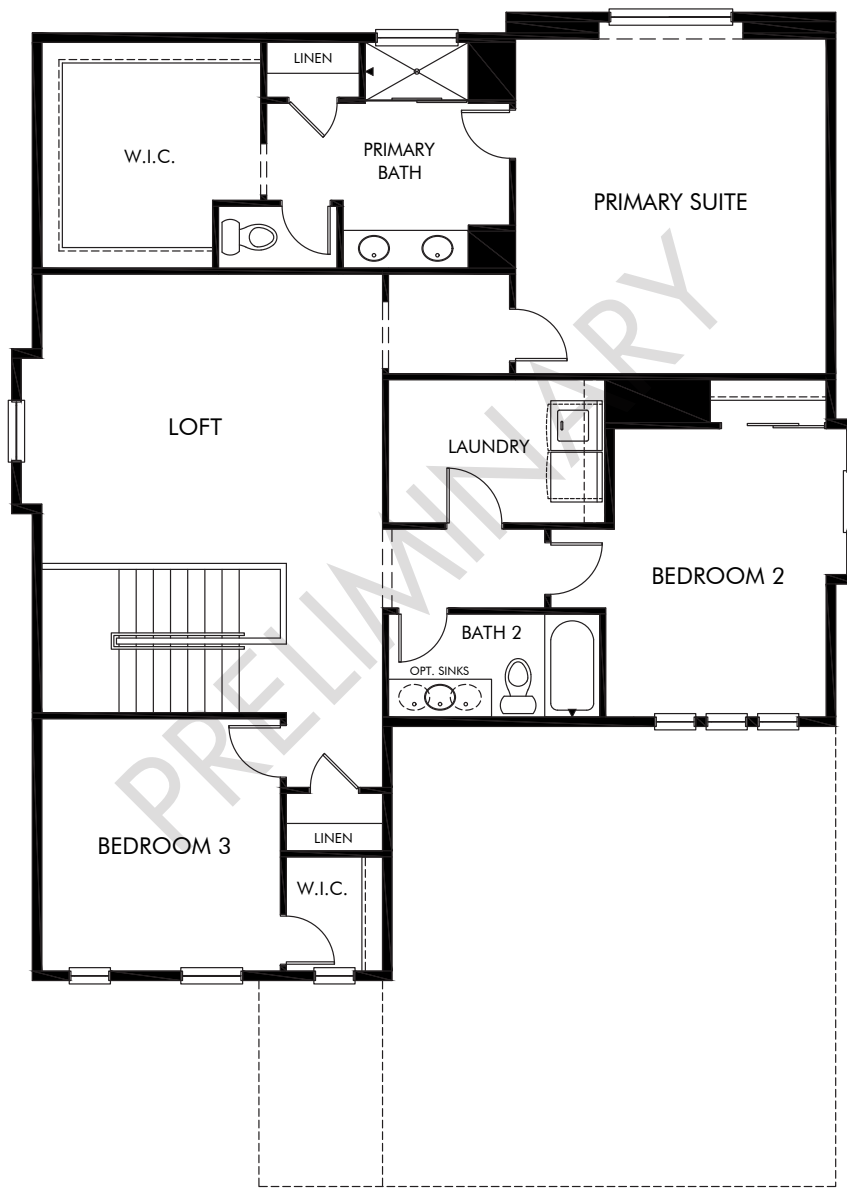 LINEN
W.I.C.
PRIMARY
BATH
PRIMARY SUITE
LOFT
LAUNDRY
BEDROOM 2
BATH 2
OPT. SINKS
PRELIMINARY
BEDROOM 3
LINEN
W.I.C.